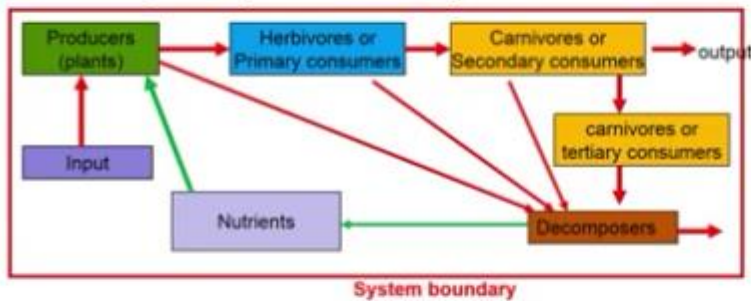 Producers
(plants)
Herbivores or
Primary consumers
Carnivores or
Secondary consumers
output
carnivores or
tertiary consumers
Input
Nutrients
Decomposers
System boundary